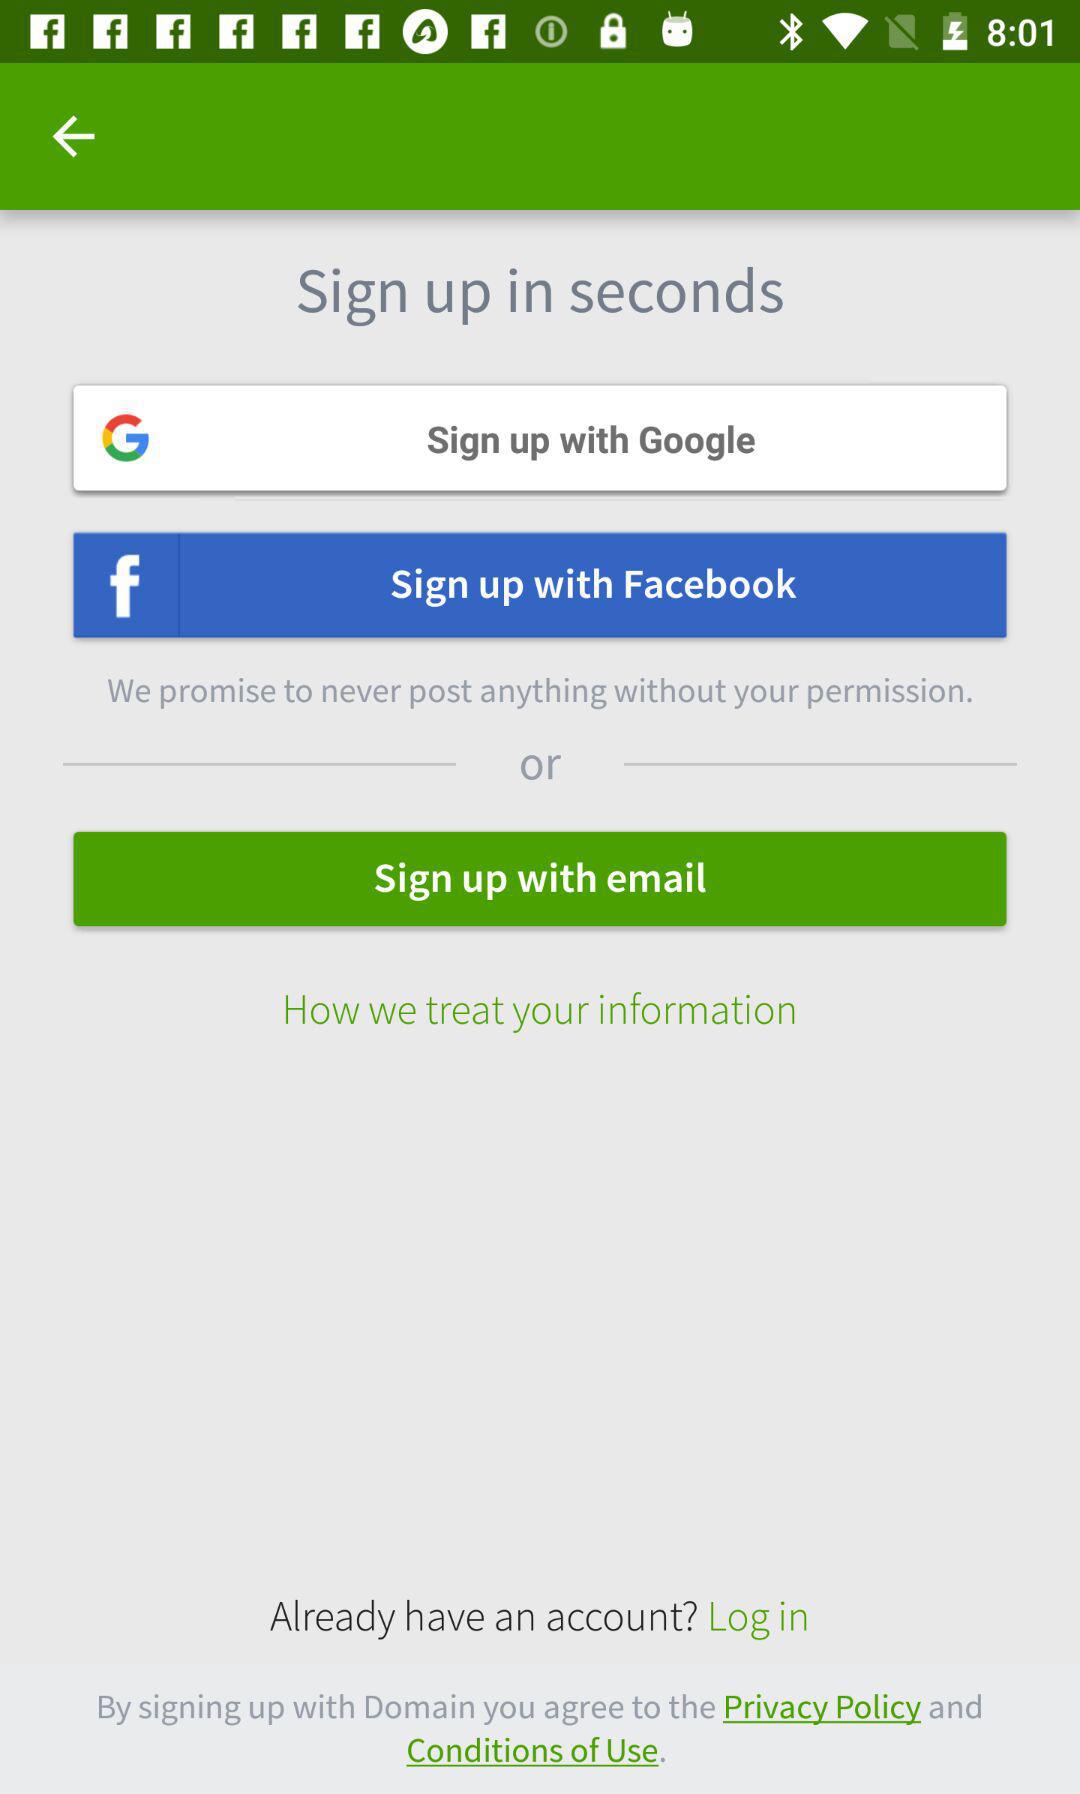 8:01
Sign up in seconds
Sign up with Google
Sign up with Facebook
We promise to never post anything without your permission.
or
Sign up with email
How we treat your information
Already have an account? Log in
By signing up with Domain you agree to the Privacy Policy and
Conditions of Use.